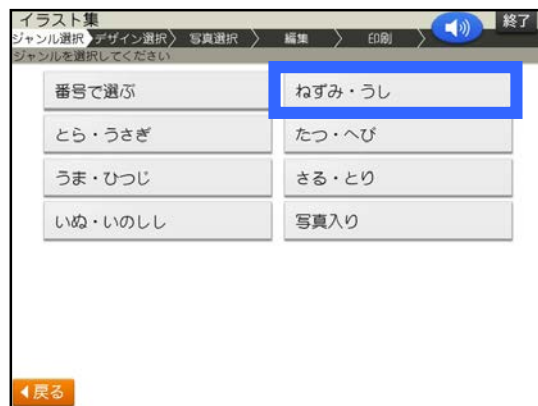 イラスト集
終了
ジャンル選択 デザイン選択 写真選択 編集 印刷
ジャンルを選択してください
番号で選ぶ
ねずみ・うし
とら・うさぎ
たつ・へび
うま・ひつじ
さる・とり
いぬ・いのしし
写真入り
戻る